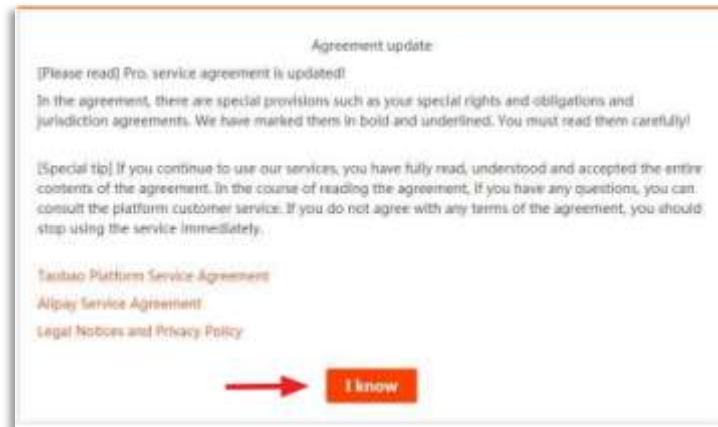 Agreement update
[Please read] Pro, service agreement is updated!
In the agreement, there are special provisions such as your special rights and obligations and
jurisdiction agreements. We have marked them in bold and underlined. You must read them carefully!
[Special tip] If you continue to use our services, you have fully read, understood and accepted the entire
contents of the agreement. In the course of reading the agreement, if you have any questions, you can
consult the platform customer service. If you do not agree with any terms of the agreement, you should
stop using the service immediately.
Taobao Platform Service Agreement
Alipay Service Agreement
Legal Notices and Privacy Policy
I know